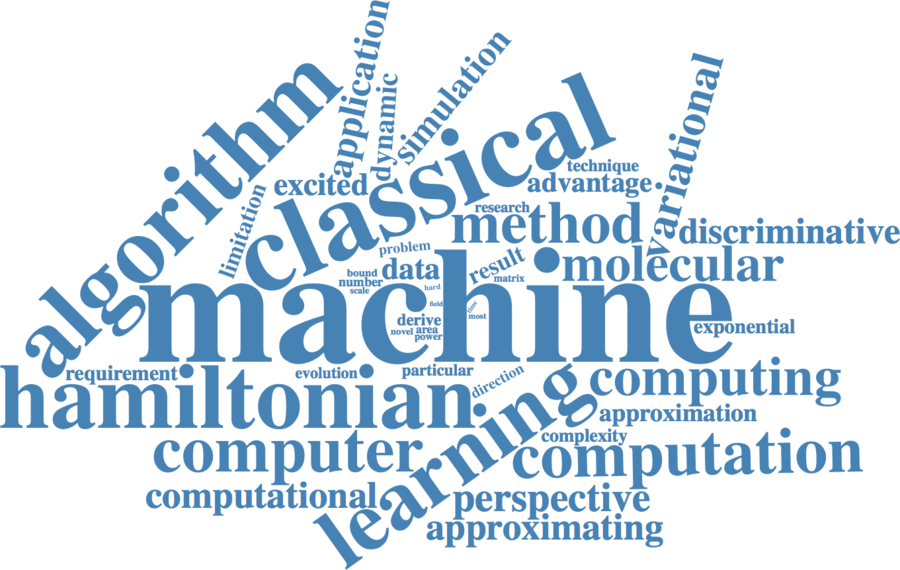 application
simulation
dynamic
algorithm
classical
variational
technique
excited
advantage
limitation
research
method
discriminative
problem
result
molecular
data
bound
number
matrix
scale
hard
machine
field
time
most
derive
novel
area
power
exponential
requirement
evolution
particular
direction
hamiltonian
learning
computing
approximation
computer
complexity
computation
computational
perspective
approximating